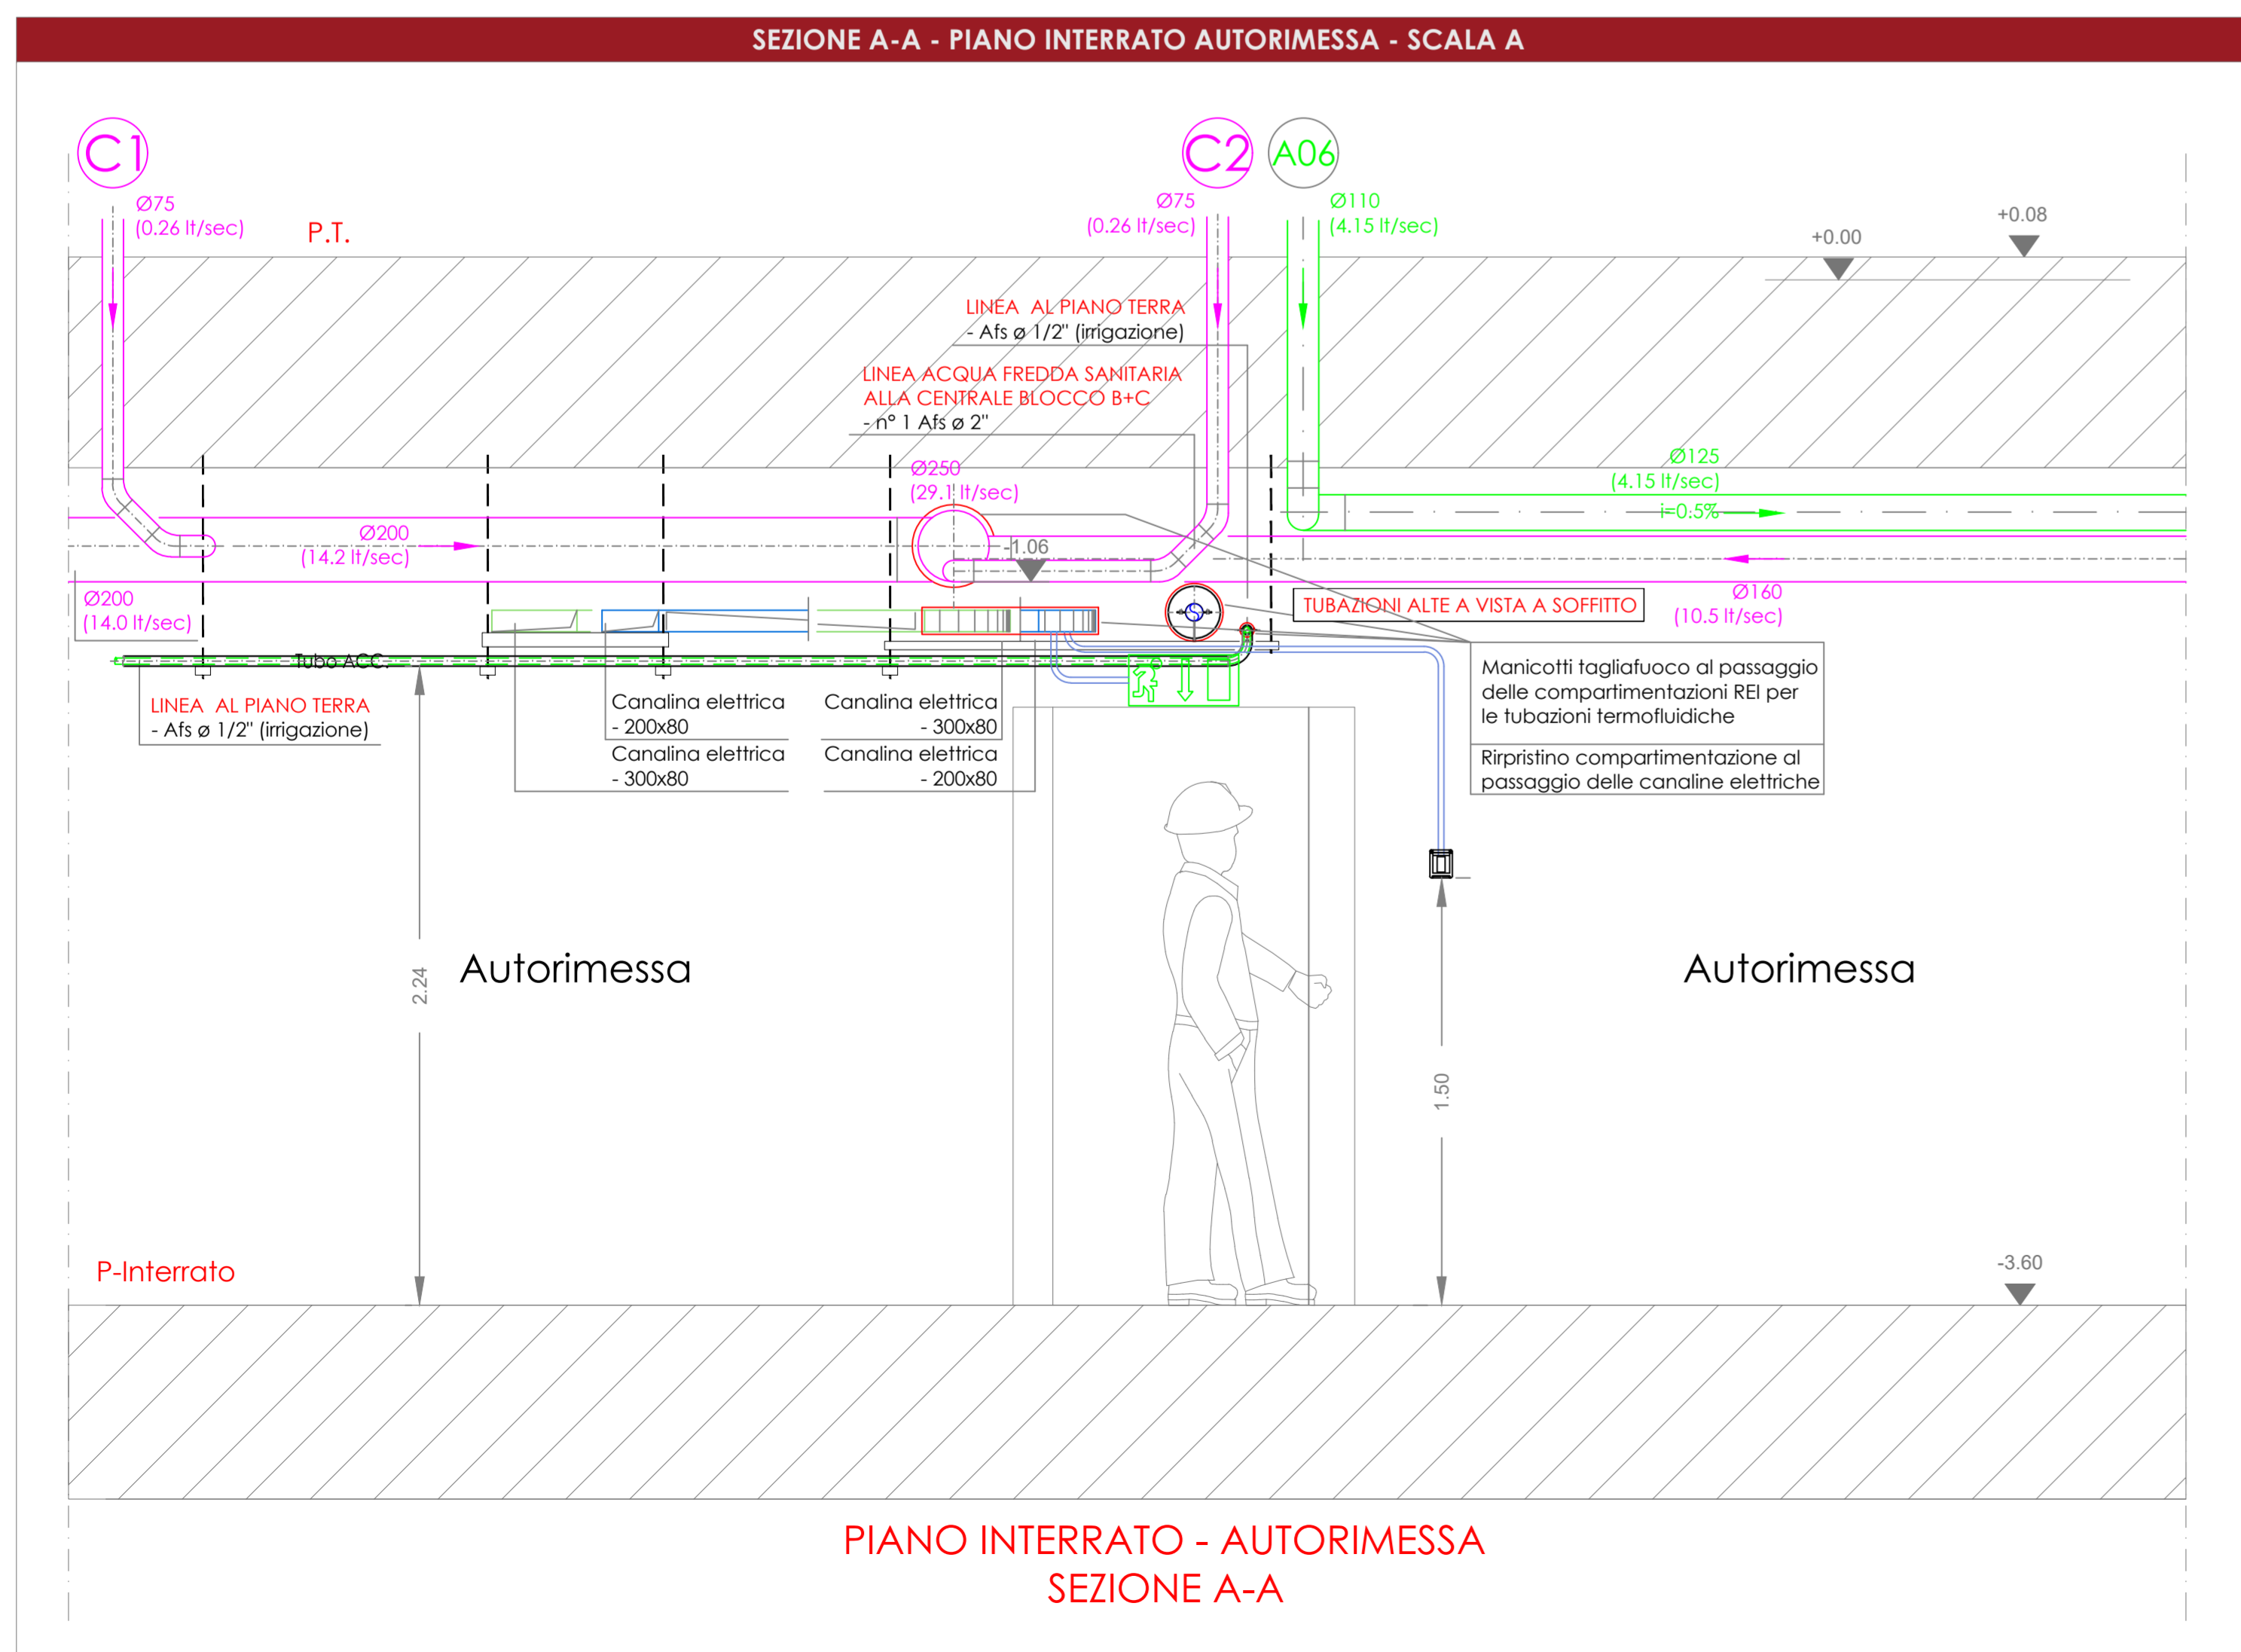 SEZIONE A-A - PIANO INTERRATO AUTORIMESSA - SCALA A
C1
C2
A06
Ø75
(0.26 lt/sec)
P.T.
Ø75
(0.26 lt/sec)
Ø110
(4.15 lt/sec)
+0.00
+0.08
LINEA AL PIANO TERRA
- Afs ø 1/2" (irrigazione)
LINEA ACQUA FREDDA SANITARIA
ALLA CENTRALE BLOCCO B+C
- n° 1 Afs ø 2"
Ø250
(29.1 lt/sec)
Ø125
(4.15 lt/sec)
i=0.5%
Ø200
(14.2 lt/sec)
-1.06
Ø200
(14.0 lt/sec)
TUBAZIONI ALTE A VISTA A SOFFITTO
Ø160
(10.5 lt/sec)
Tubo ACC.
LINEA AL PIANO TERRA
- Afs ø 1/2" (irrigazione)
Canalina elettrica
- 200x80
Canalina elettrica
- 300x80
Canalina elettrica
- 300x80
Canalina elettrica
- 200x80
Manicotti tagliafuoco al passaggio
delle compartimentazioni REI per
le tubazioni termofluidiche
Rirpristino compartimentazione al
passaggio delle canaline elettriche
Autorimessa
2.24
Autorimessa
1.50
P-Interrato
-3.60
PIANO INTERRATO - AUTORIMESSA
SEZIONE A-A